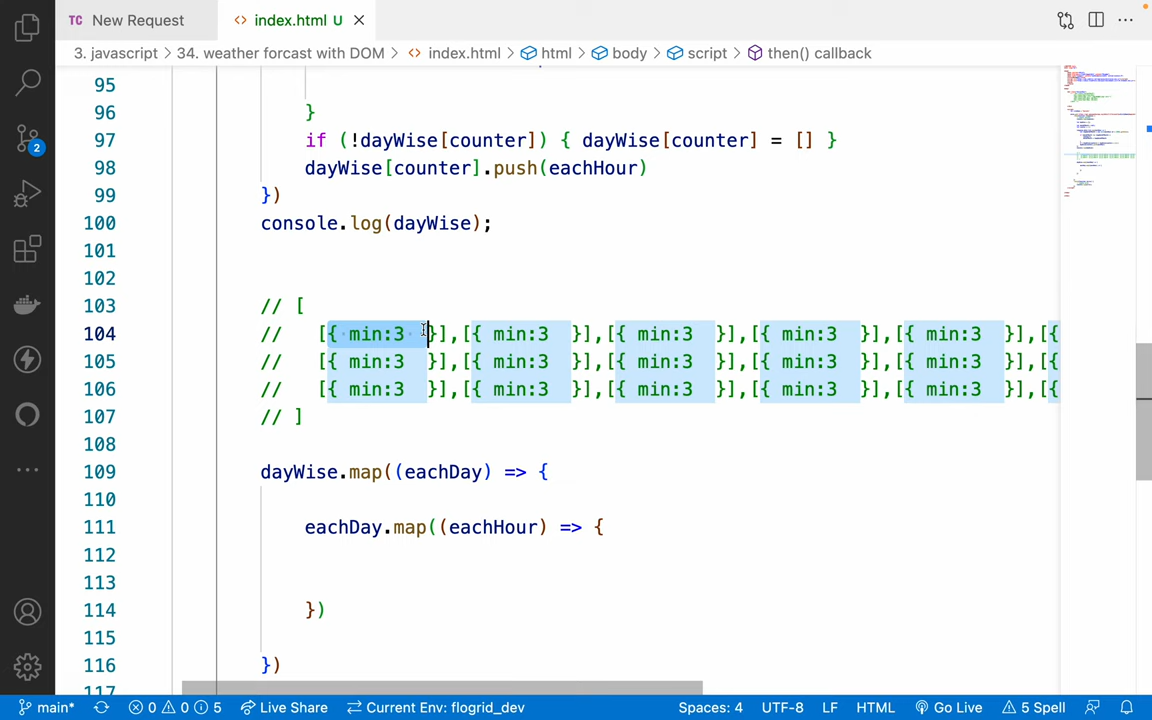 TC New Request
<> index.html U ×
3. javascript > 34. weather forcast with DOM > <> index.html > html > body > script > then() callback
95
96 }
97 if (!dayWise[counter]) { dayWise[counter] = [] }
98 dayWise[counter].push(eachHour)
99 })
100 console.log(dayWise);
101
102
103 // [
104 // [{ min:3 }],[{ min:3 }],[{ min:3 }],[{ min:3 }],[{ min:3 }],[{
105 // [{ min:3 }],[{ min:3 }],[{ min:3 }],[{ min:3 }],[{ min:3 }],[{
106 // [{ min:3 }],[{ min:3 }],[{ min:3 }],[{ min:3 }],[{ min:3 }],[{
107 // ]
108
109 dayWise.map((eachDay) => {
110
111 eachDay.map((eachHour) => {
112
113
114 })
115
116 })
117
2
main* 0 0 5 Live Share Current Env: flogrid_dev Spaces: 4 UTF-8 LF HTML Go Live 5 Spell